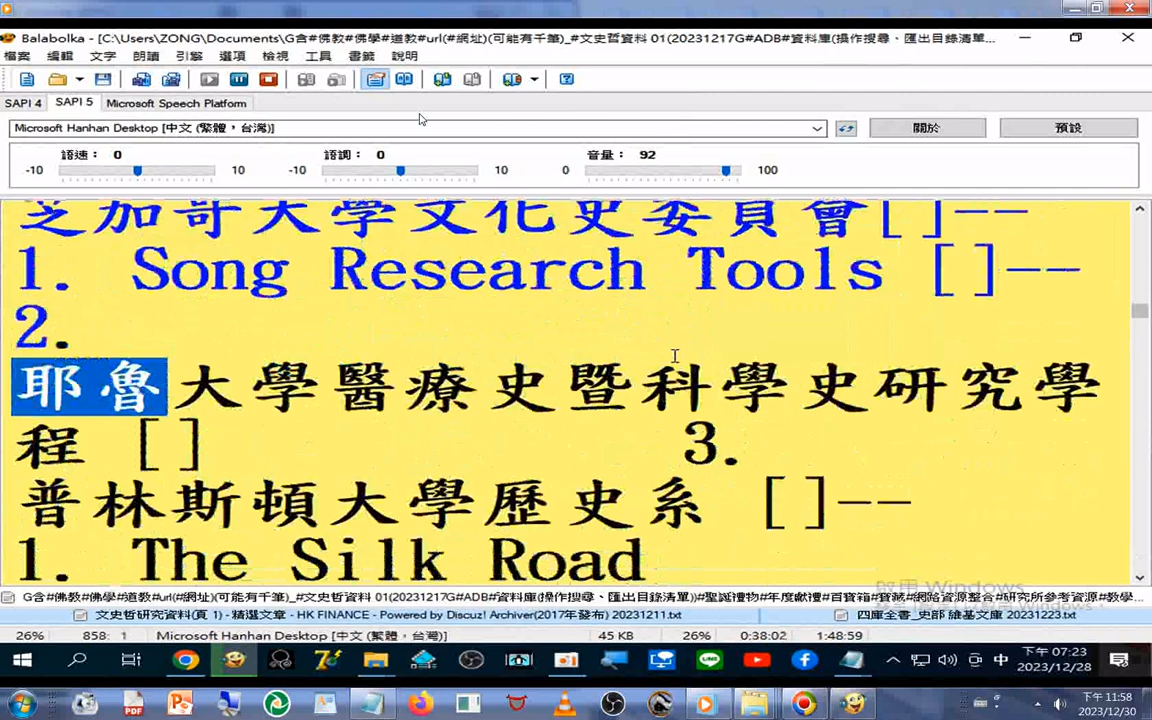 Balabolka - [C:\Users\ZONG\Documents\G含#佛教#佛學#道教#url(#網址)(可能有千筆)_#文史哲資料 01(20231217G#ADB#資料庫(操作搜尋、匯出目錄清單...
檔案 編輯 文字 朗讀 引擎 選項 檢視 工具 書籤 說明
SAPI 4 SAPI 5 Microsoft Speech Platform
Microsoft Hanhan Desktop [中文 (繁體，台灣)] 關於 預設
語速： 0 語調： 0 音量： 92
-10 10 -10 10 0 100
芝加哥大學文化史委員會[]--
1. Song Research Tools []--
2.
耶魯大學醫療史暨科學史研究學
程 [] 3.
普林斯頓大學歷史系 []--
1. The Silk Road
啟用 Windows
G含#佛教#佛學#道教#url(#網址)(可能有千筆)_#文史哲資料 01(20231217G#ADB#資料庫(操作搜尋、匯出目錄清單))#聖誕禮物#年度獻禮#百寶箱#寶藏#網路資源整合#研究所參考資源#教學...
文史哲研究資料(頁 1) - 精選文章 - HK FINANCE - Powered by Discuz! Archiver(2017年發布) 20231211.txt 四庫全書_史部 維基文庫 20231223.txt
26% 858: 1 Microsoft Hanhan Desktop [中文 (繁體，台灣)] 45 KB 26% 0:38:02 1:48:59
中 下午 07:23
2023/12/28
下午 11:58
2023/12/30